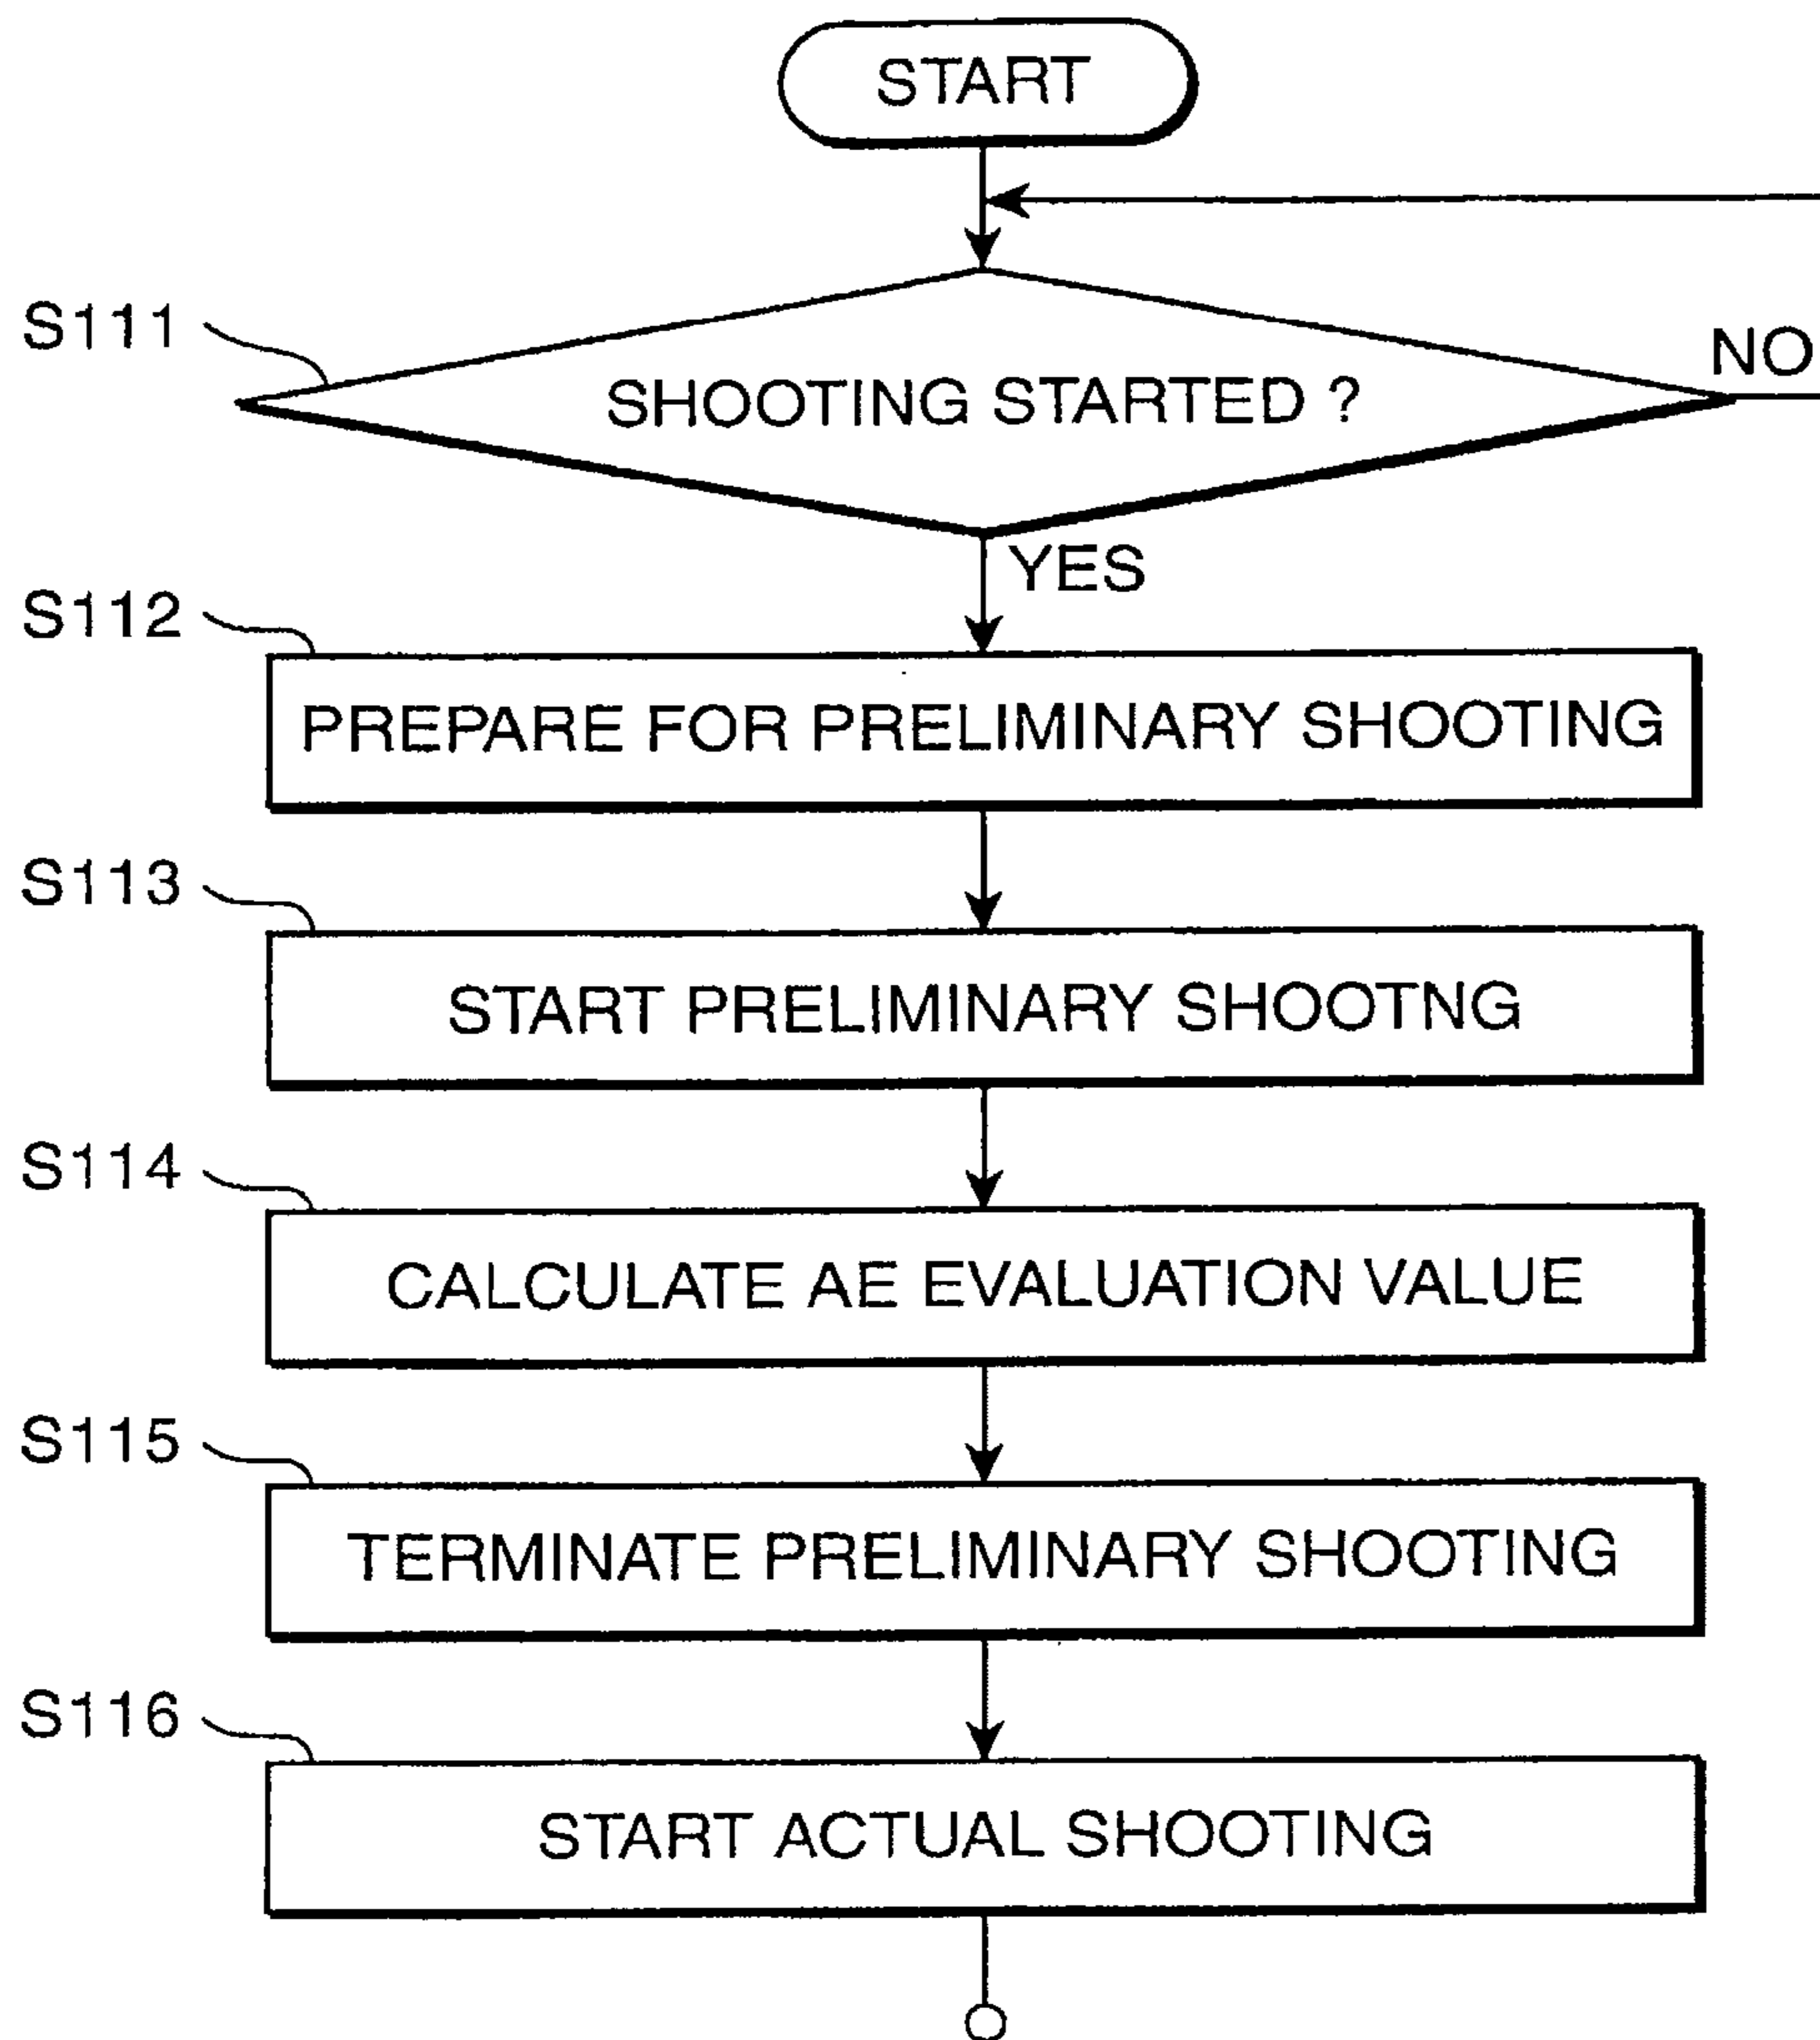 START
S111
SHOOTING STARTED ?
NO
YES
S112
PREPARE FOR PRELIMINARY SHOOTING
S113
START PRELIMINARY SHOOTNG
S114
CALCULATE AE EVALUATION VALUE
S115
TERMINATE PRELIMINARY SHOOTING
S116
START ACTUAL SHOOTING